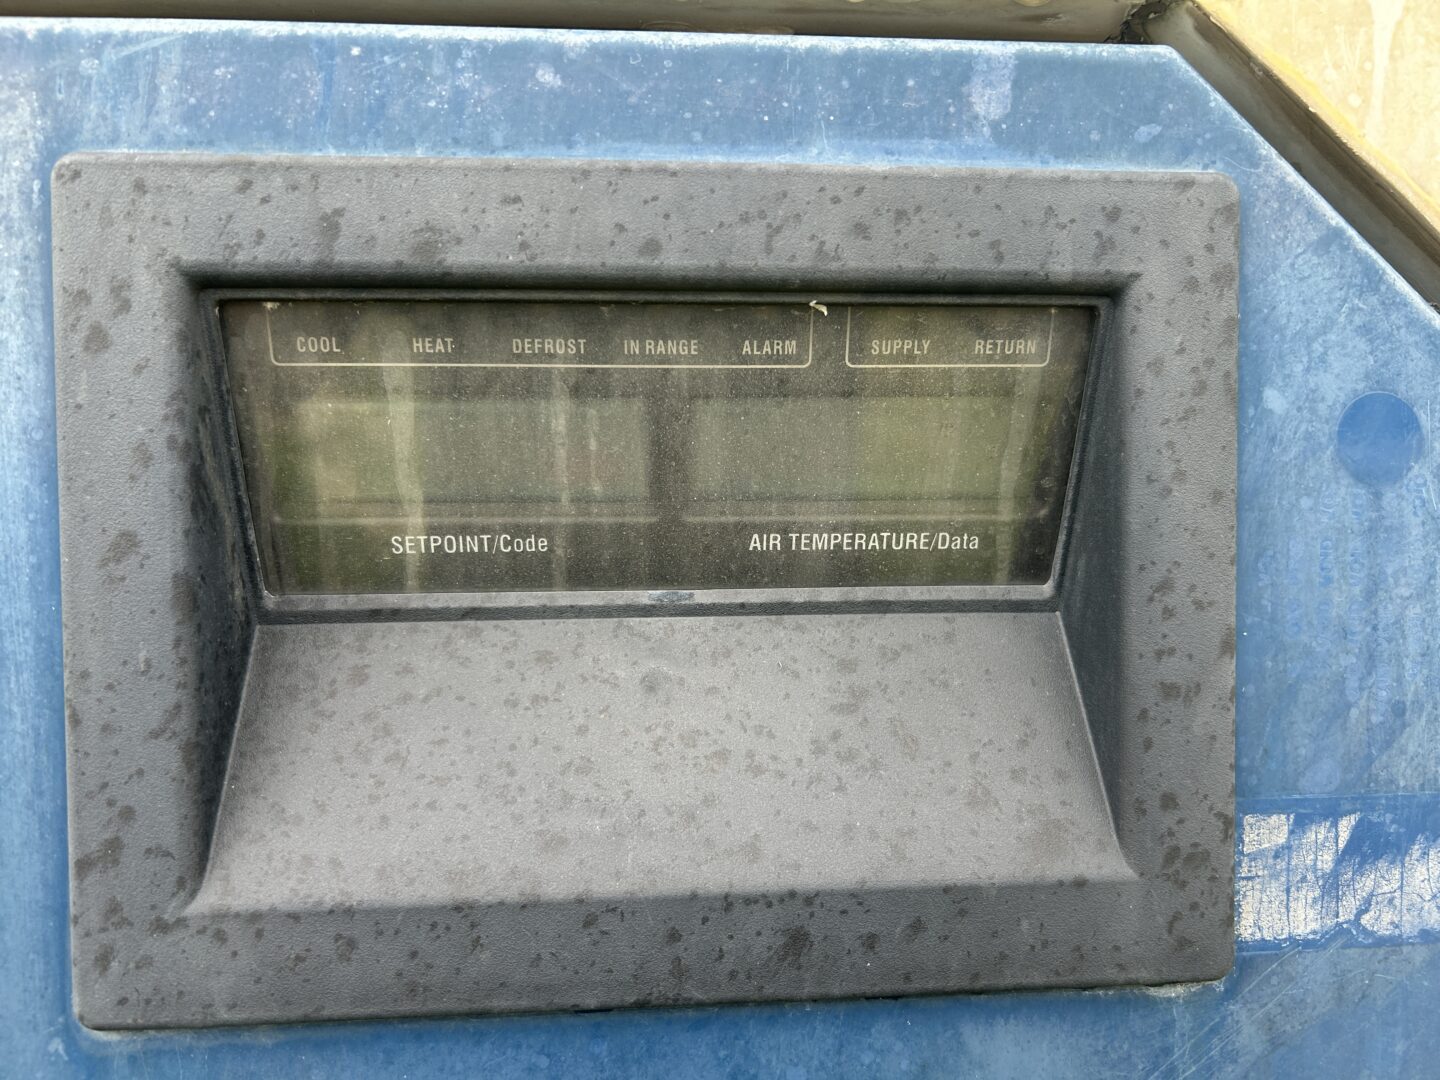 COOL HEAT DEFROST IN RANGE ALARM SUPPLY RETURN
SETPOINT/Code AIR TEMPERATURE/Data